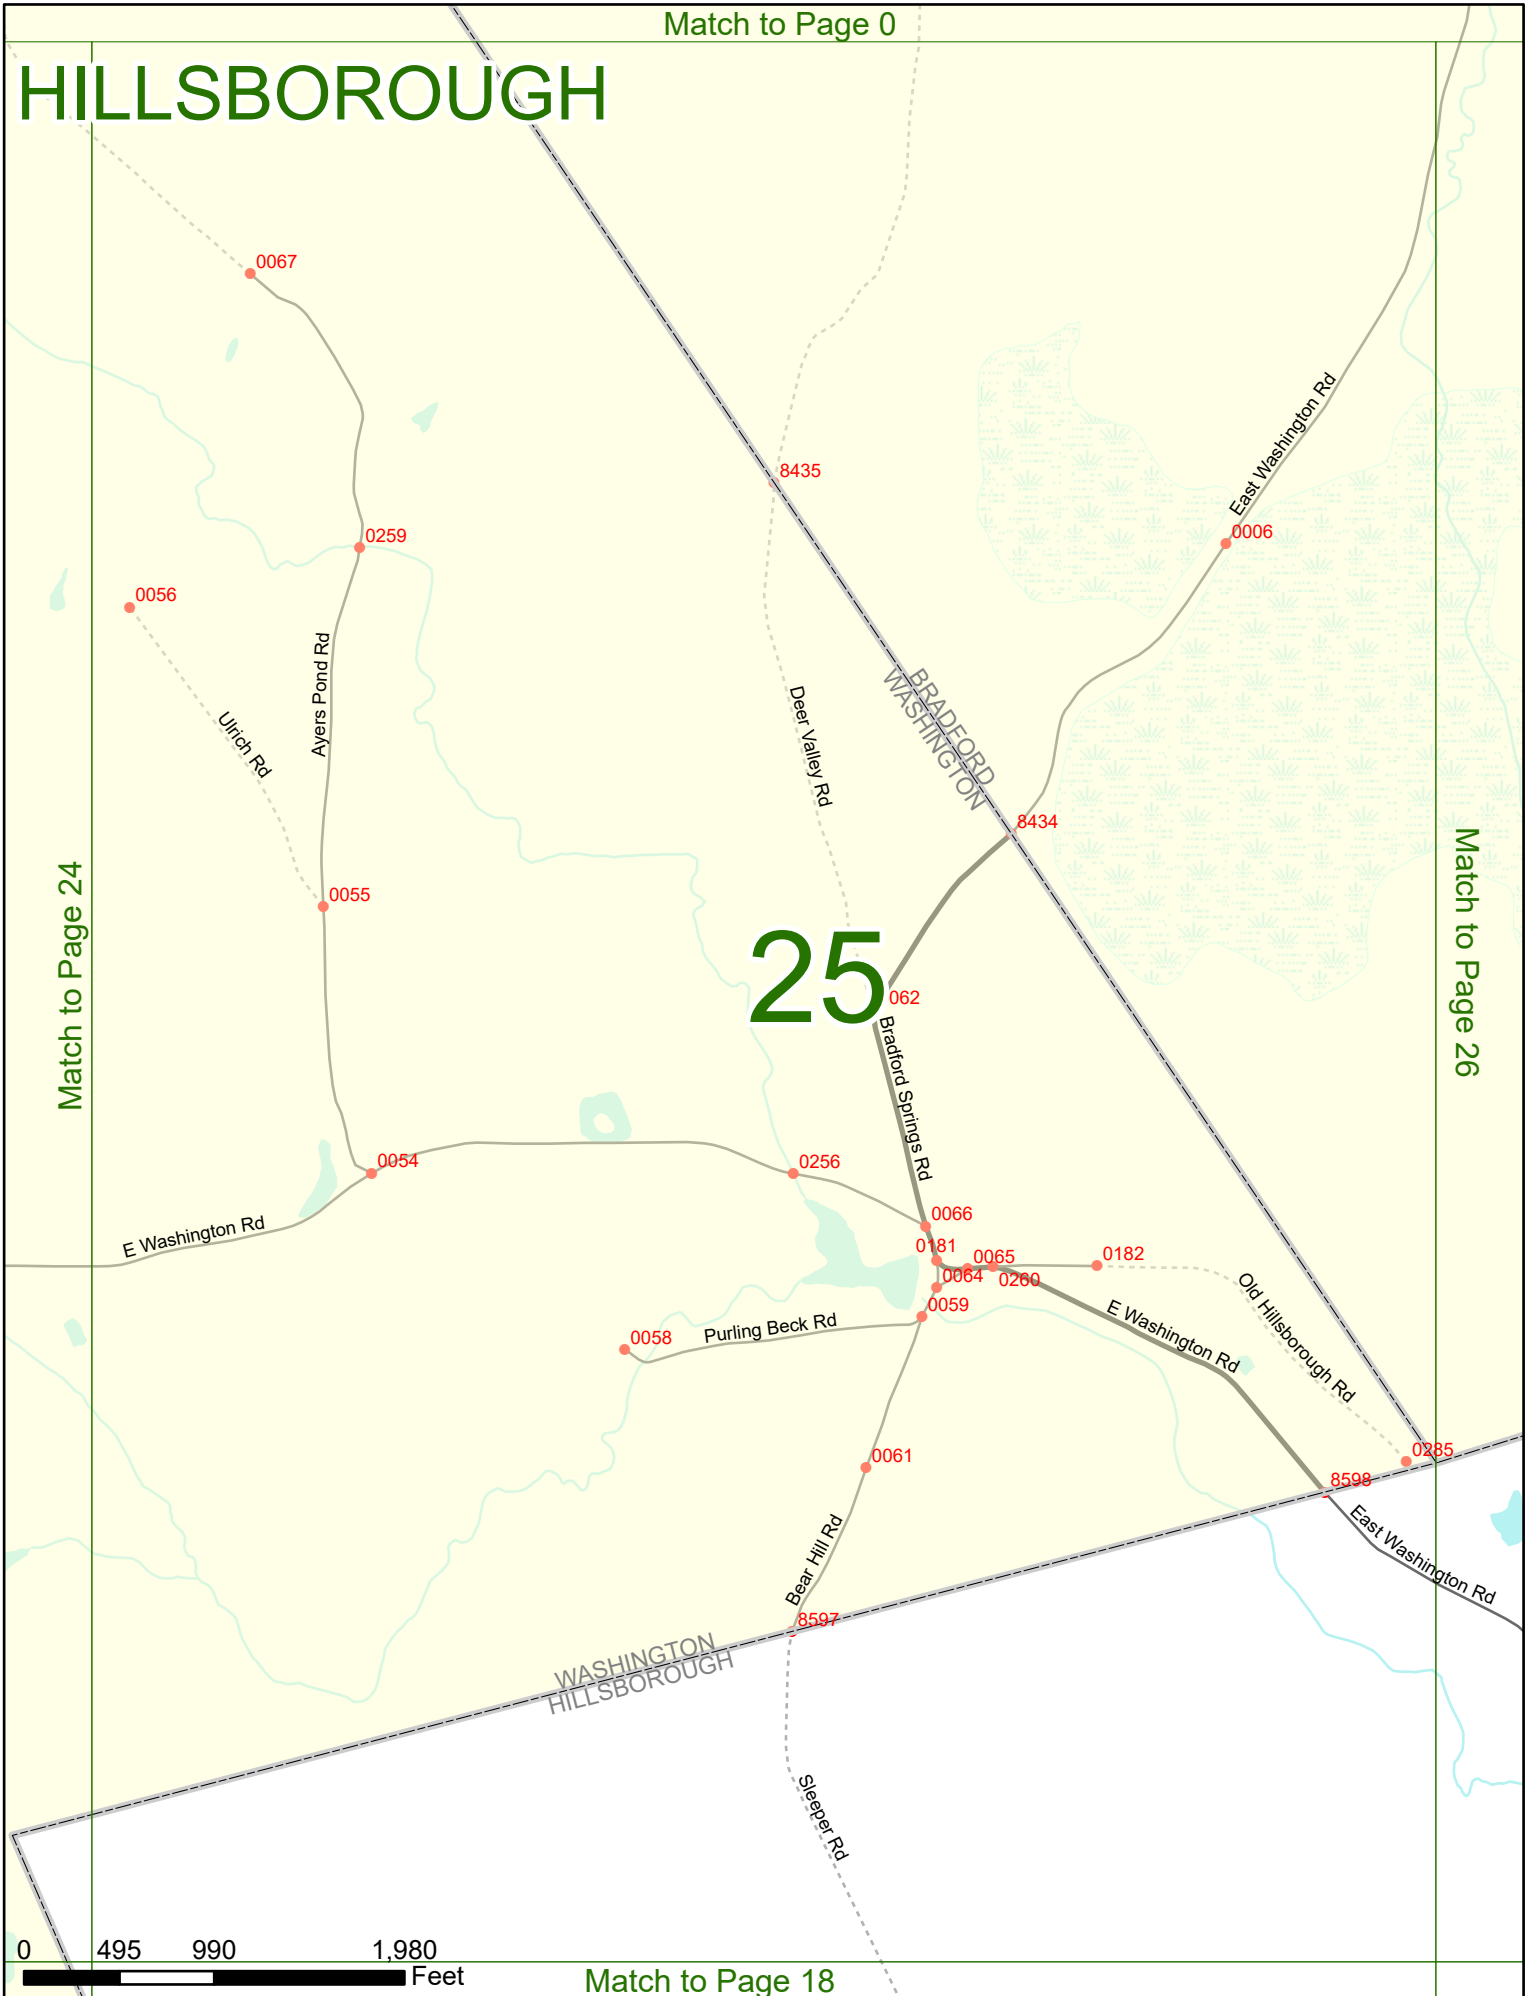 Match to Page 0
HILLSBOROUGH
0067
8435
East Washington Rd
0006
0259
0056
Ayers Pond Rd
Ulrich Rd
Deer Valley Rd
BRADFORD
WASHINGTON
8434
Match to Page 24
Match to Page 26
0055
25
062
Bradford Springs Rd
0054
0256
E Washington Rd
0066
0181
0065
0182
0064
0260
0059
Old Hillsborough Rd
E Washington Rd
0058
Purling Beck Rd
0061
0285
8598
East Washington Rd
Bear Hill Rd
8597
WASHINGTON
HILLSBOROUGH
Sleeper Rd
0 495 990 1,980
Feet
Match to Page 18